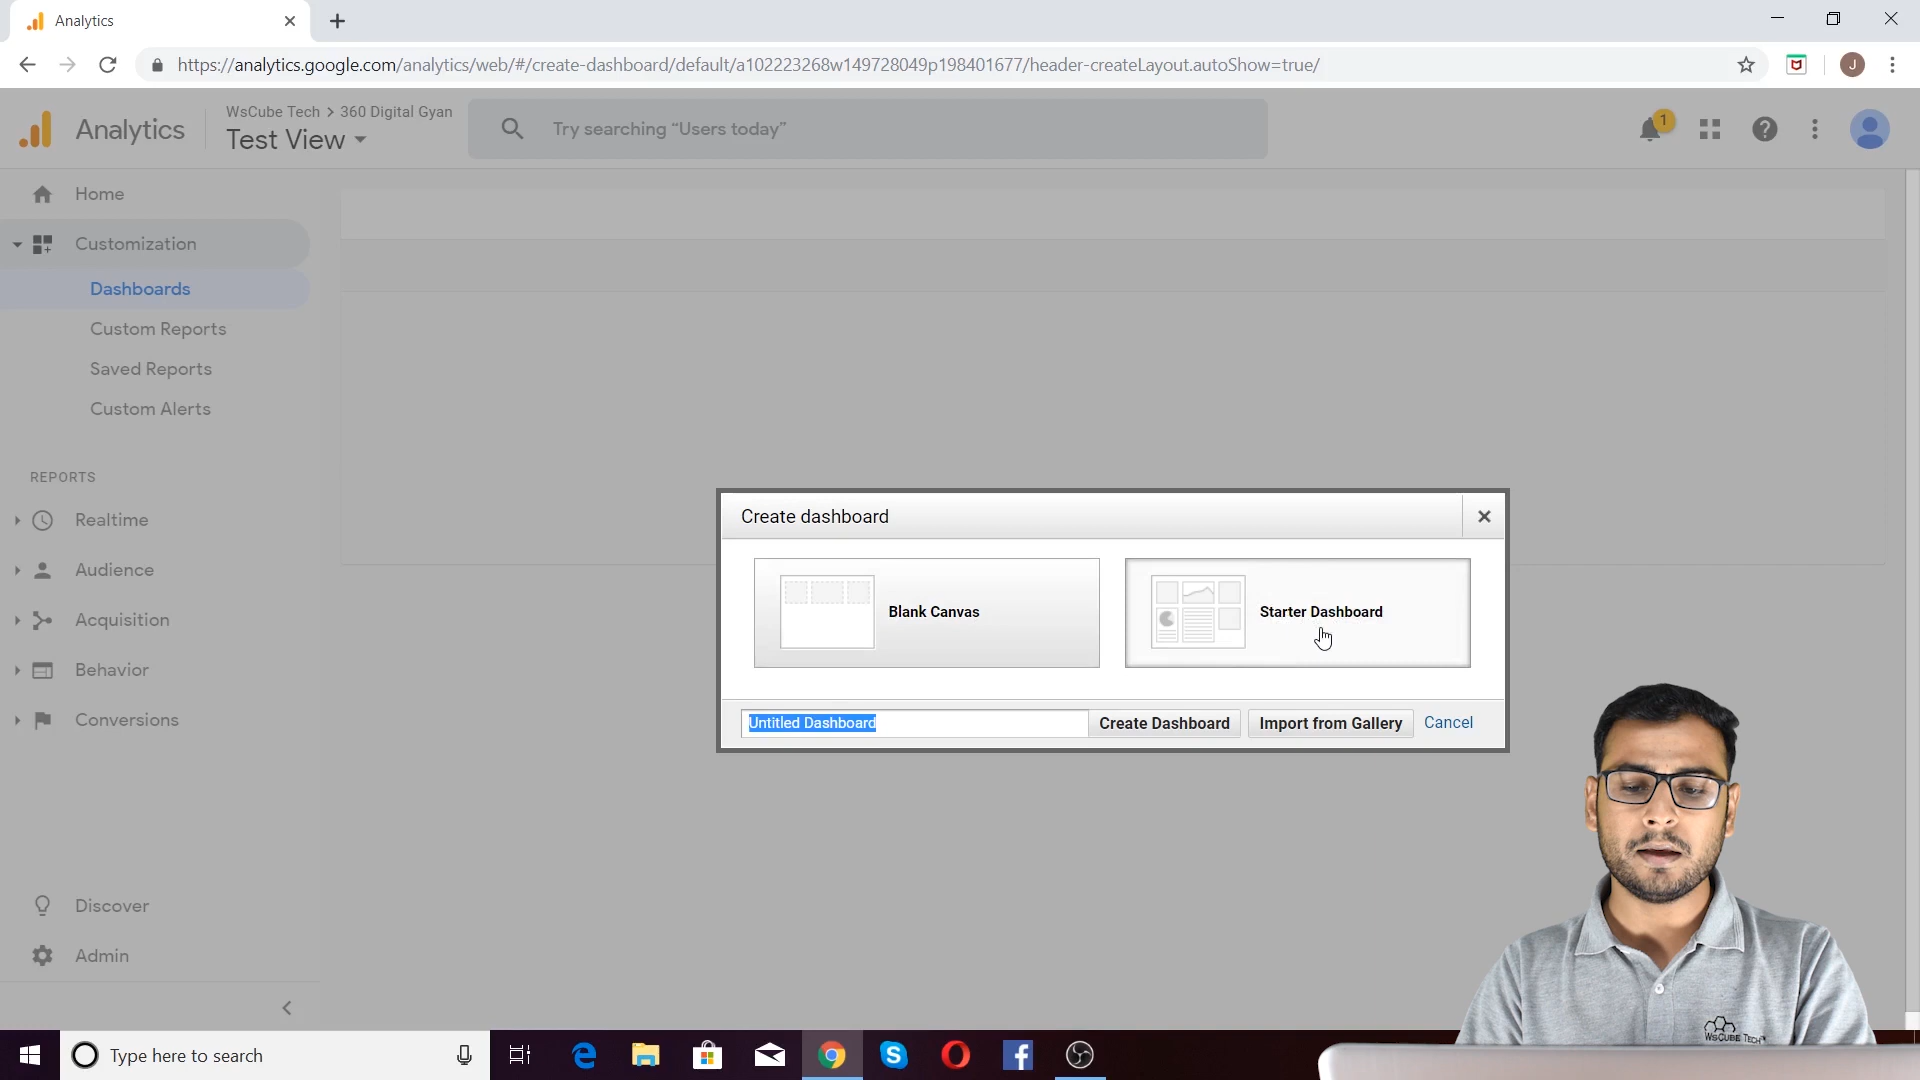 Analytics
https://analytics.google.com/analytics/web/#/create-dashboard/default/a102223268w149728049p198401677/header-createLayout.autoShow=true/
J
Analytics
WsCube Tech > 360 Digital Gyan
Test View
Try searching “Users today”
1
Home
Customization
Dashboards
Custom Reports
Saved Reports
Custom Alerts
REPORTS
Realtime
Audience
Acquisition
Behavior
Conversions
Discover
Admin
Create dashboard
Blank Canvas
Starter Dashboard
Untitled Dashboard
Create Dashboard
Import from Gallery
Cancel
WSCUBE TECH
Type here to search